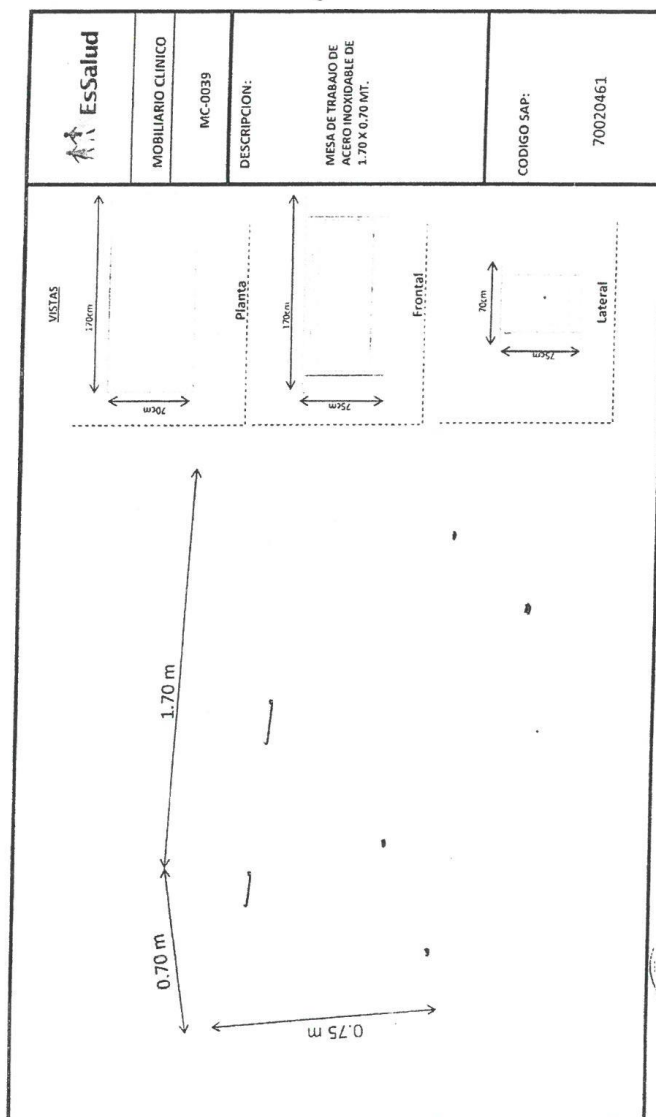 EsSalud
MOBILIARIO CLINICO
MC-0039
DESCRIPCION:
MESA DE TRABAJO DE
ACERO INOXIDABLE DE
1.70 X 0.70 MT.
CODIGO SAP:
70020461
VISTAS
170cm
70cm
Planta
170cm
75cm
Frontal
70cm
75cm
Lateral
0.70 m
1.70 m
0.75 m